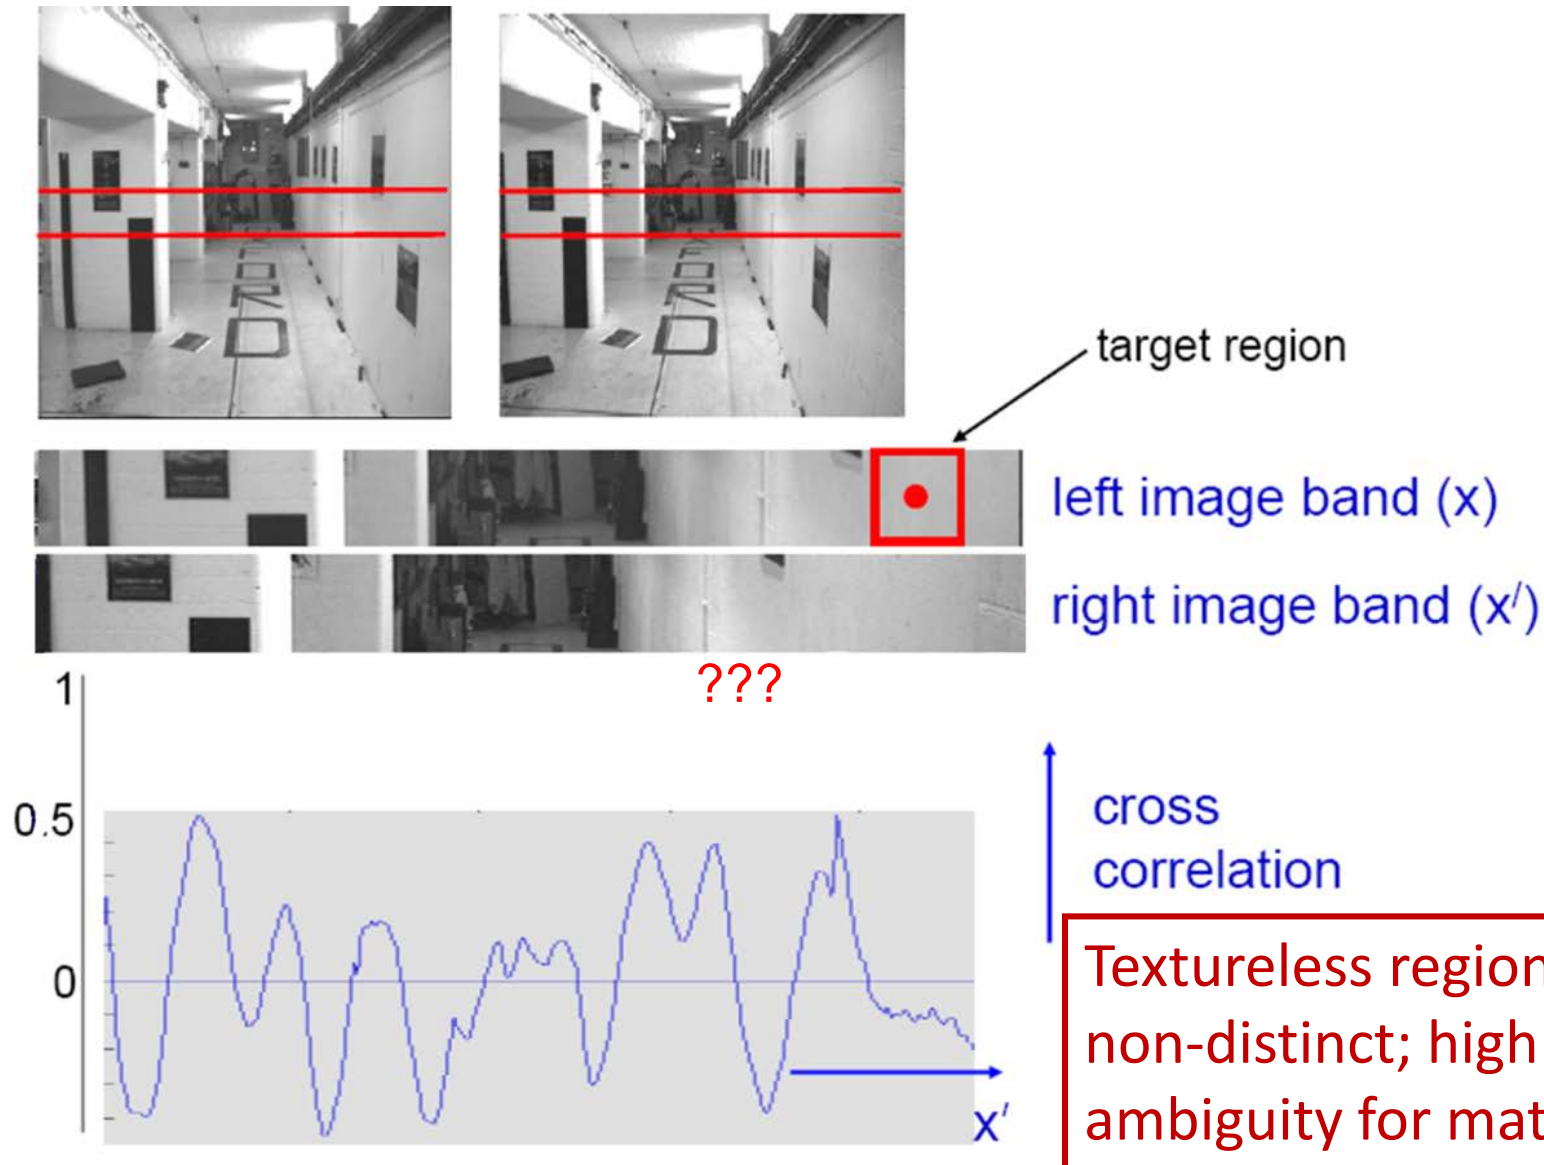 target region
left image band (x)
right image band (x/)
???
1
0.5
0
cross
correlation
x/
Textureless region
non-distinct; high
ambiguity for mat